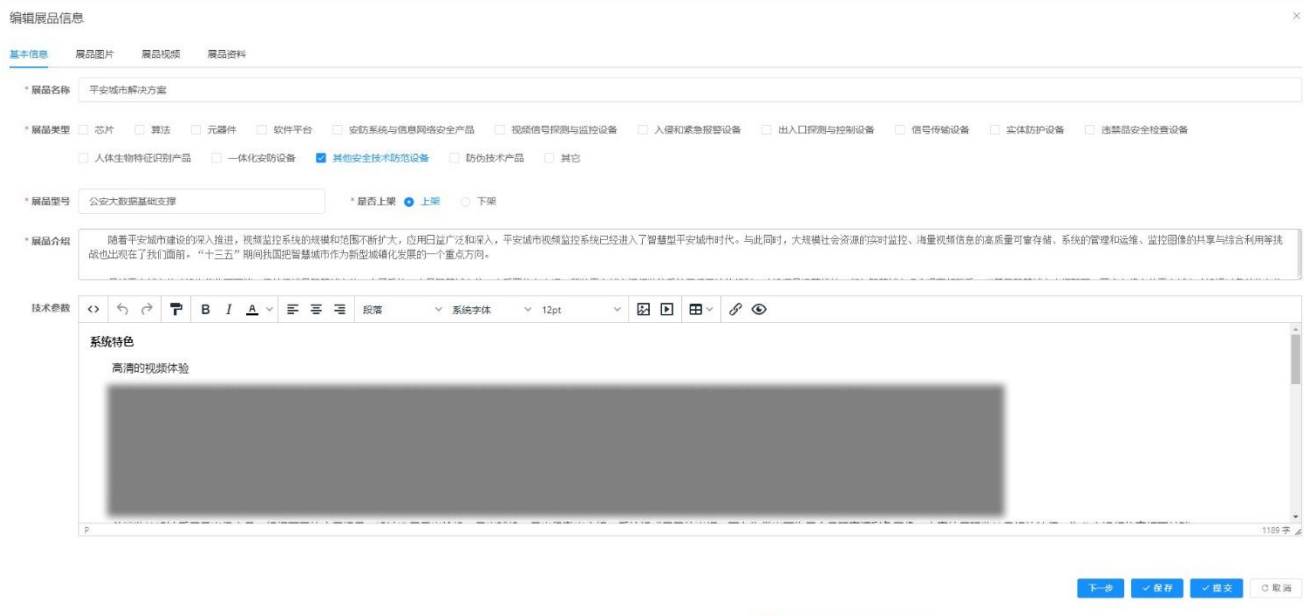 编辑展品信息
基本信息 展品图片 展品视频 展品资料
* 展品名称 平安城市解决方案
* 展品类型 芯片 算法 元器件 软件平台 安防系统与信息网络安全产品 视频信号探测与监控设备 入侵和紧急报警设备 出入口探测与控制设备 信号传输设备 实体防护设备 违禁品安全检查设备
人体生物特征识别产品 一体化安防设备 其他安全技术防范设备 防伪技术产品 其它
* 展品型号 公安大数据基础支撑 * 是否上架 上架 下架
* 展品介绍 随着平安城市建设的深入推进，视频监控系统的规模和范围不断扩大，应用日益广泛和深入，平安城市视频监控系统已经进入了智慧型平安城市时代。与此同时，大规模社会资源的实时监控、海量视频信息的高质量可靠存储、系统的管理和运维、监控图像的共享与综合利用等挑
战也出现在了我们面前。“十三五”期间我国把智慧城市作为新型城镇化发展的一个重点方向。
技术参数 B I A 段落 系统字体 12pt
系统特色
高清的视频体验
P 1189 字
下一步 保存 提交 取消